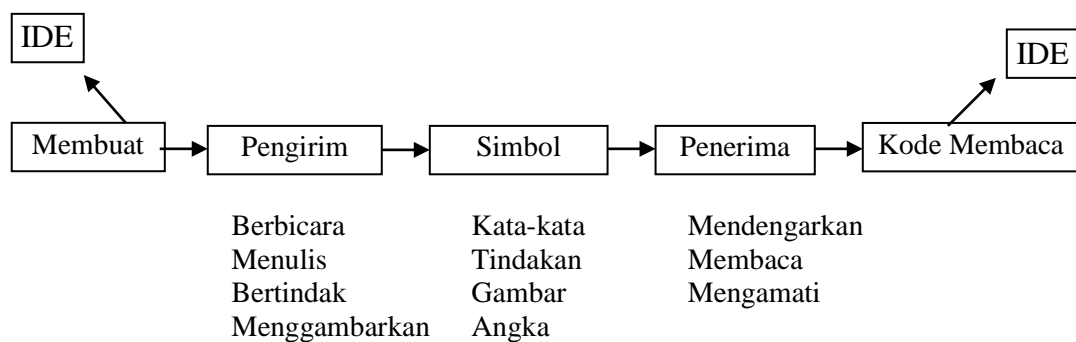 IDE
IDE
Membuat Pengirim Simbol Penerima Kode Membaca
Berbicara Kata-kata Mendengarkan
Menulis Tindakan Membaca
Bertindak Gambar Mengamati
Menggambarkan Angka